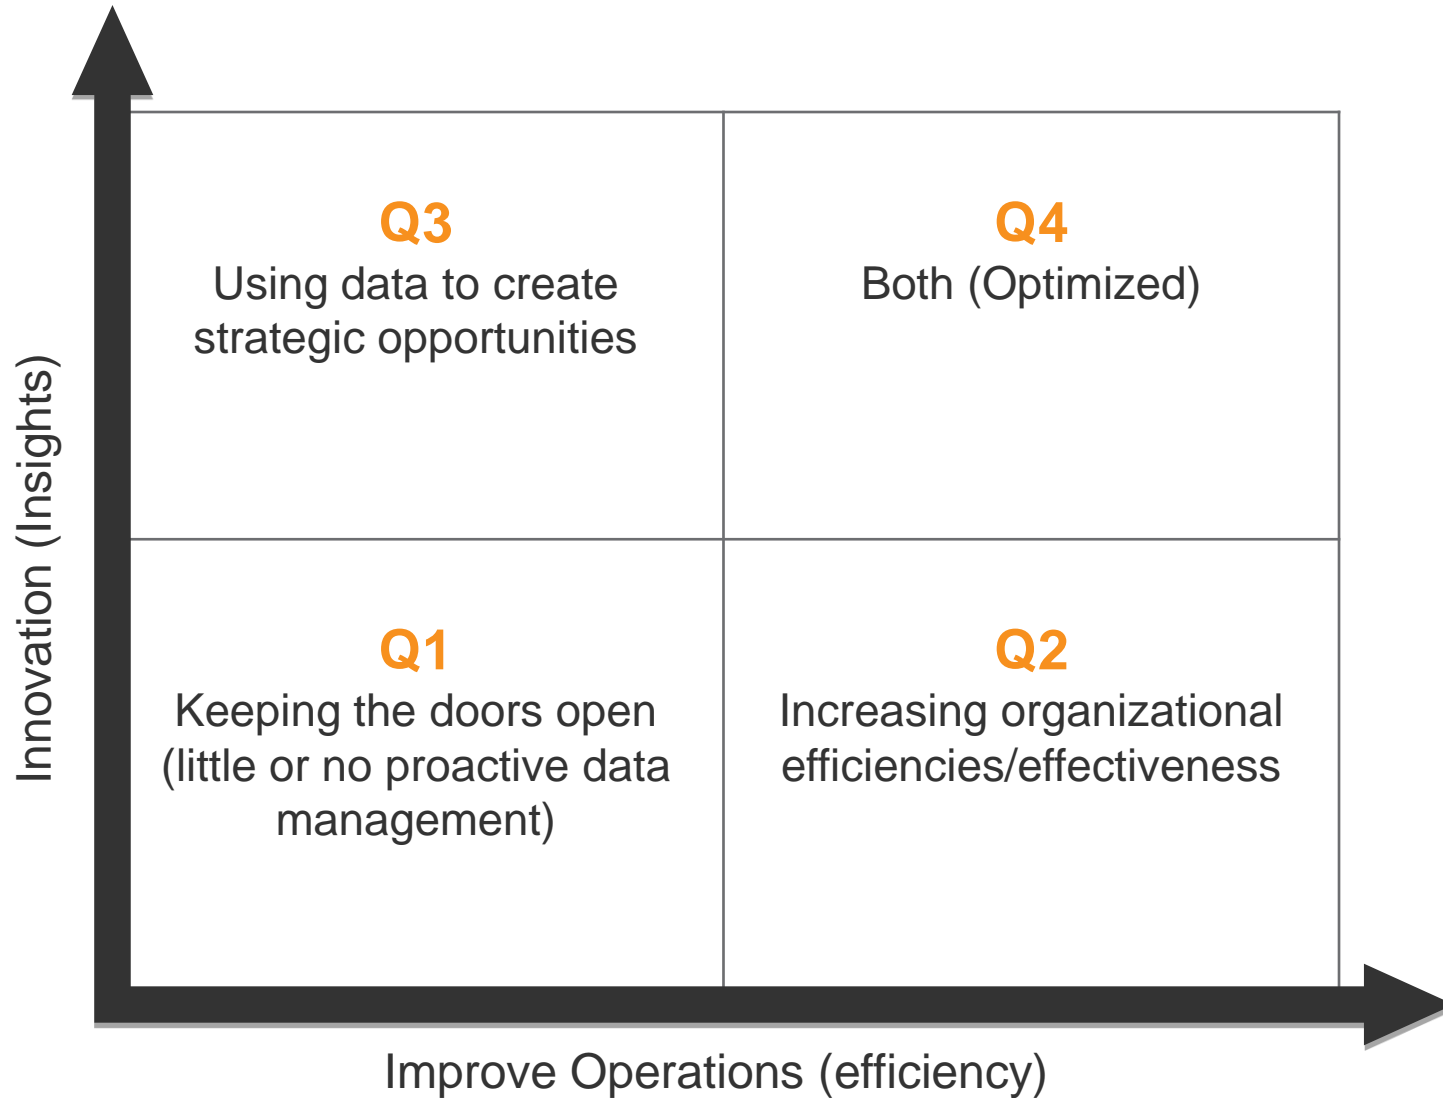 Innovation (Insights)
Q3
Using data to create
strategic opportunities
Q4
Both (Optimized)
Q1
Keeping the doors open
(little or no proactive data
management)
Q2
Increasing organizational
efficiencies/effectiveness
Improve Operations (efficiency)